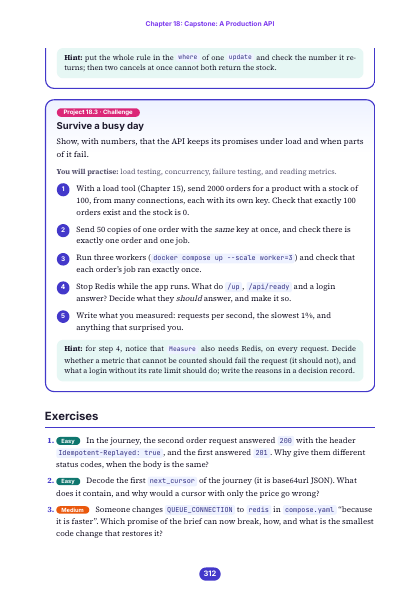 Chapter 18: Capstone: A Production API
Hint: put the whole rule in the where of one update and check the number it re-
turns; then two cancels at once cannot both return the stock.
Project 18.3 · Challenge
Survive a busy day
Show, with numbers, that the API keeps its promises under load and when parts
of it fail.
You will practise: load testing, concurrency, failure testing, and reading metrics.
1 With a load tool (Chapter 15), send 2000 orders for a product with a stock of
100, from many connections, each with its own key. Check that exactly 100
orders exist and the stock is 0.
2 Send 50 copies of one order with the same key at once, and check there is
exactly one order and one job.
3 Run three workers (docker compose up --scale worker=3) and check that
each order's job ran exactly once.
4 Stop Redis while the app runs. What do /up, /api/ready and a login
answer? Decide what they should answer, and make it so.
5 Write what you measured: requests per second, the slowest 1%, and
anything that surprised you.
Hint: for step 4, notice that Measure also needs Redis, on every request. Decide
whether a metric that cannot be counted should fail the request (it should not), and
what a login without its rate limit should do; write the reasons in a decision record.
Exercises
1. Easy In the journey, the second order request answered 200 with the header
Idempotent-Replayed: true, and the first answered 201. Why give them different
status codes, when the body is the same?
2. Easy Decode the first next_cursor of the journey (it is base64url JSON). What
does it contain, and why would a cursor with only the price go wrong?
3. Medium Someone changes QUEUE_CONNECTION to redis in compose.yaml "because
it is faster". Which promise of the brief can now break, how, and what is the smallest
code change that restores it?
312